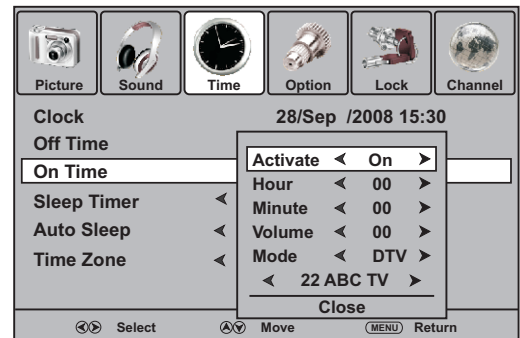 Picture Sound Time Option Lock Channel
Clock 28/Sep /2008 15:30
Off Time
On Time
Sleep Timer
Auto Sleep
Time Zone
Activate On
Hour 00
Minute 00
Volume 00
Mode DTV
22 ABC TV
Close
Select Move MENU Return